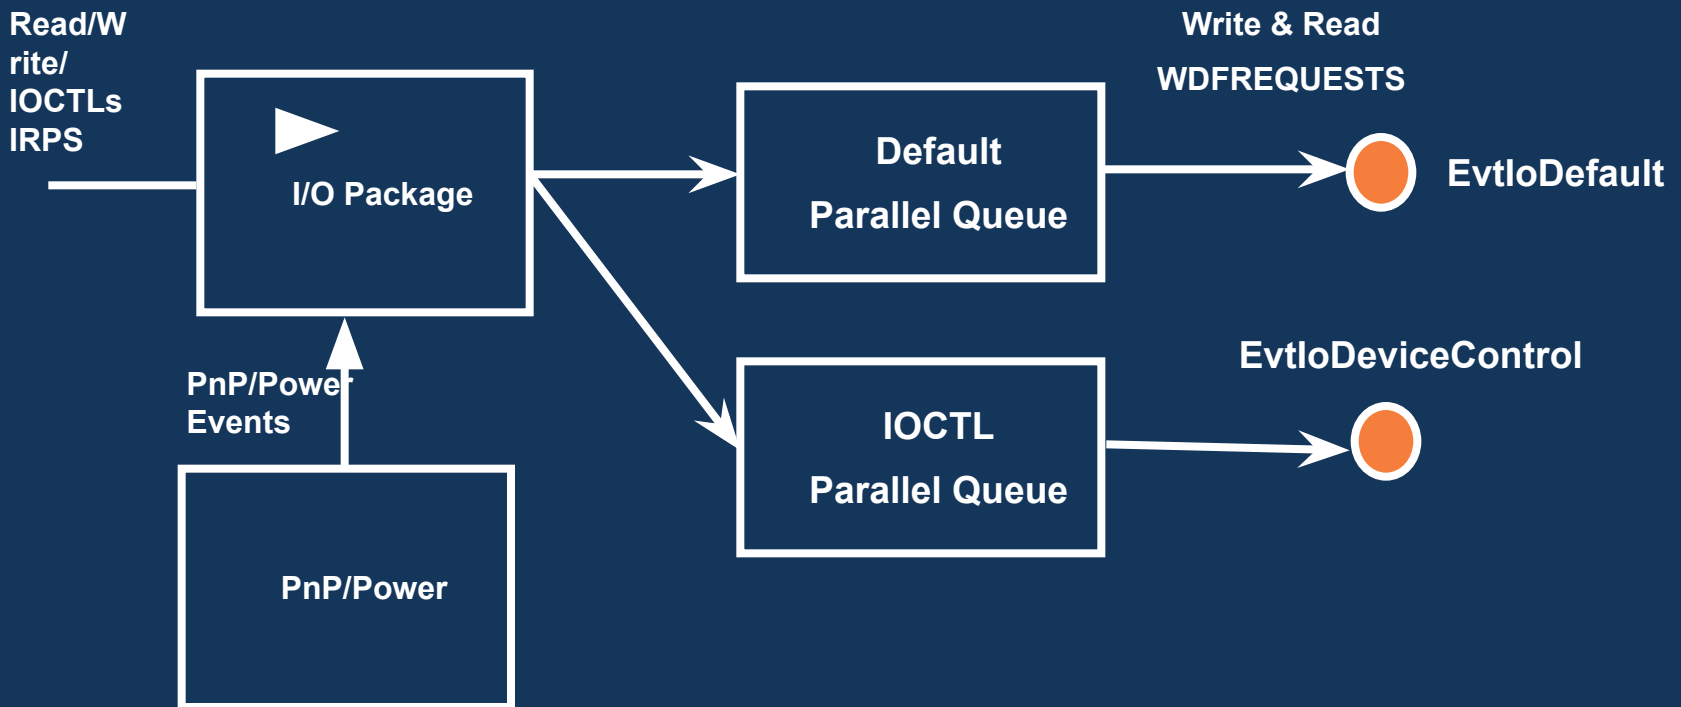 Read/W
rite/
IOCTLs
IRPS
Write & Read
WDFREQUESTS
I/O Package
Default
Parallel Queue
EvtIoDefault
PnP/Power
Events
EvtIoDeviceControl
IOCTL
Parallel Queue
PnP/Power